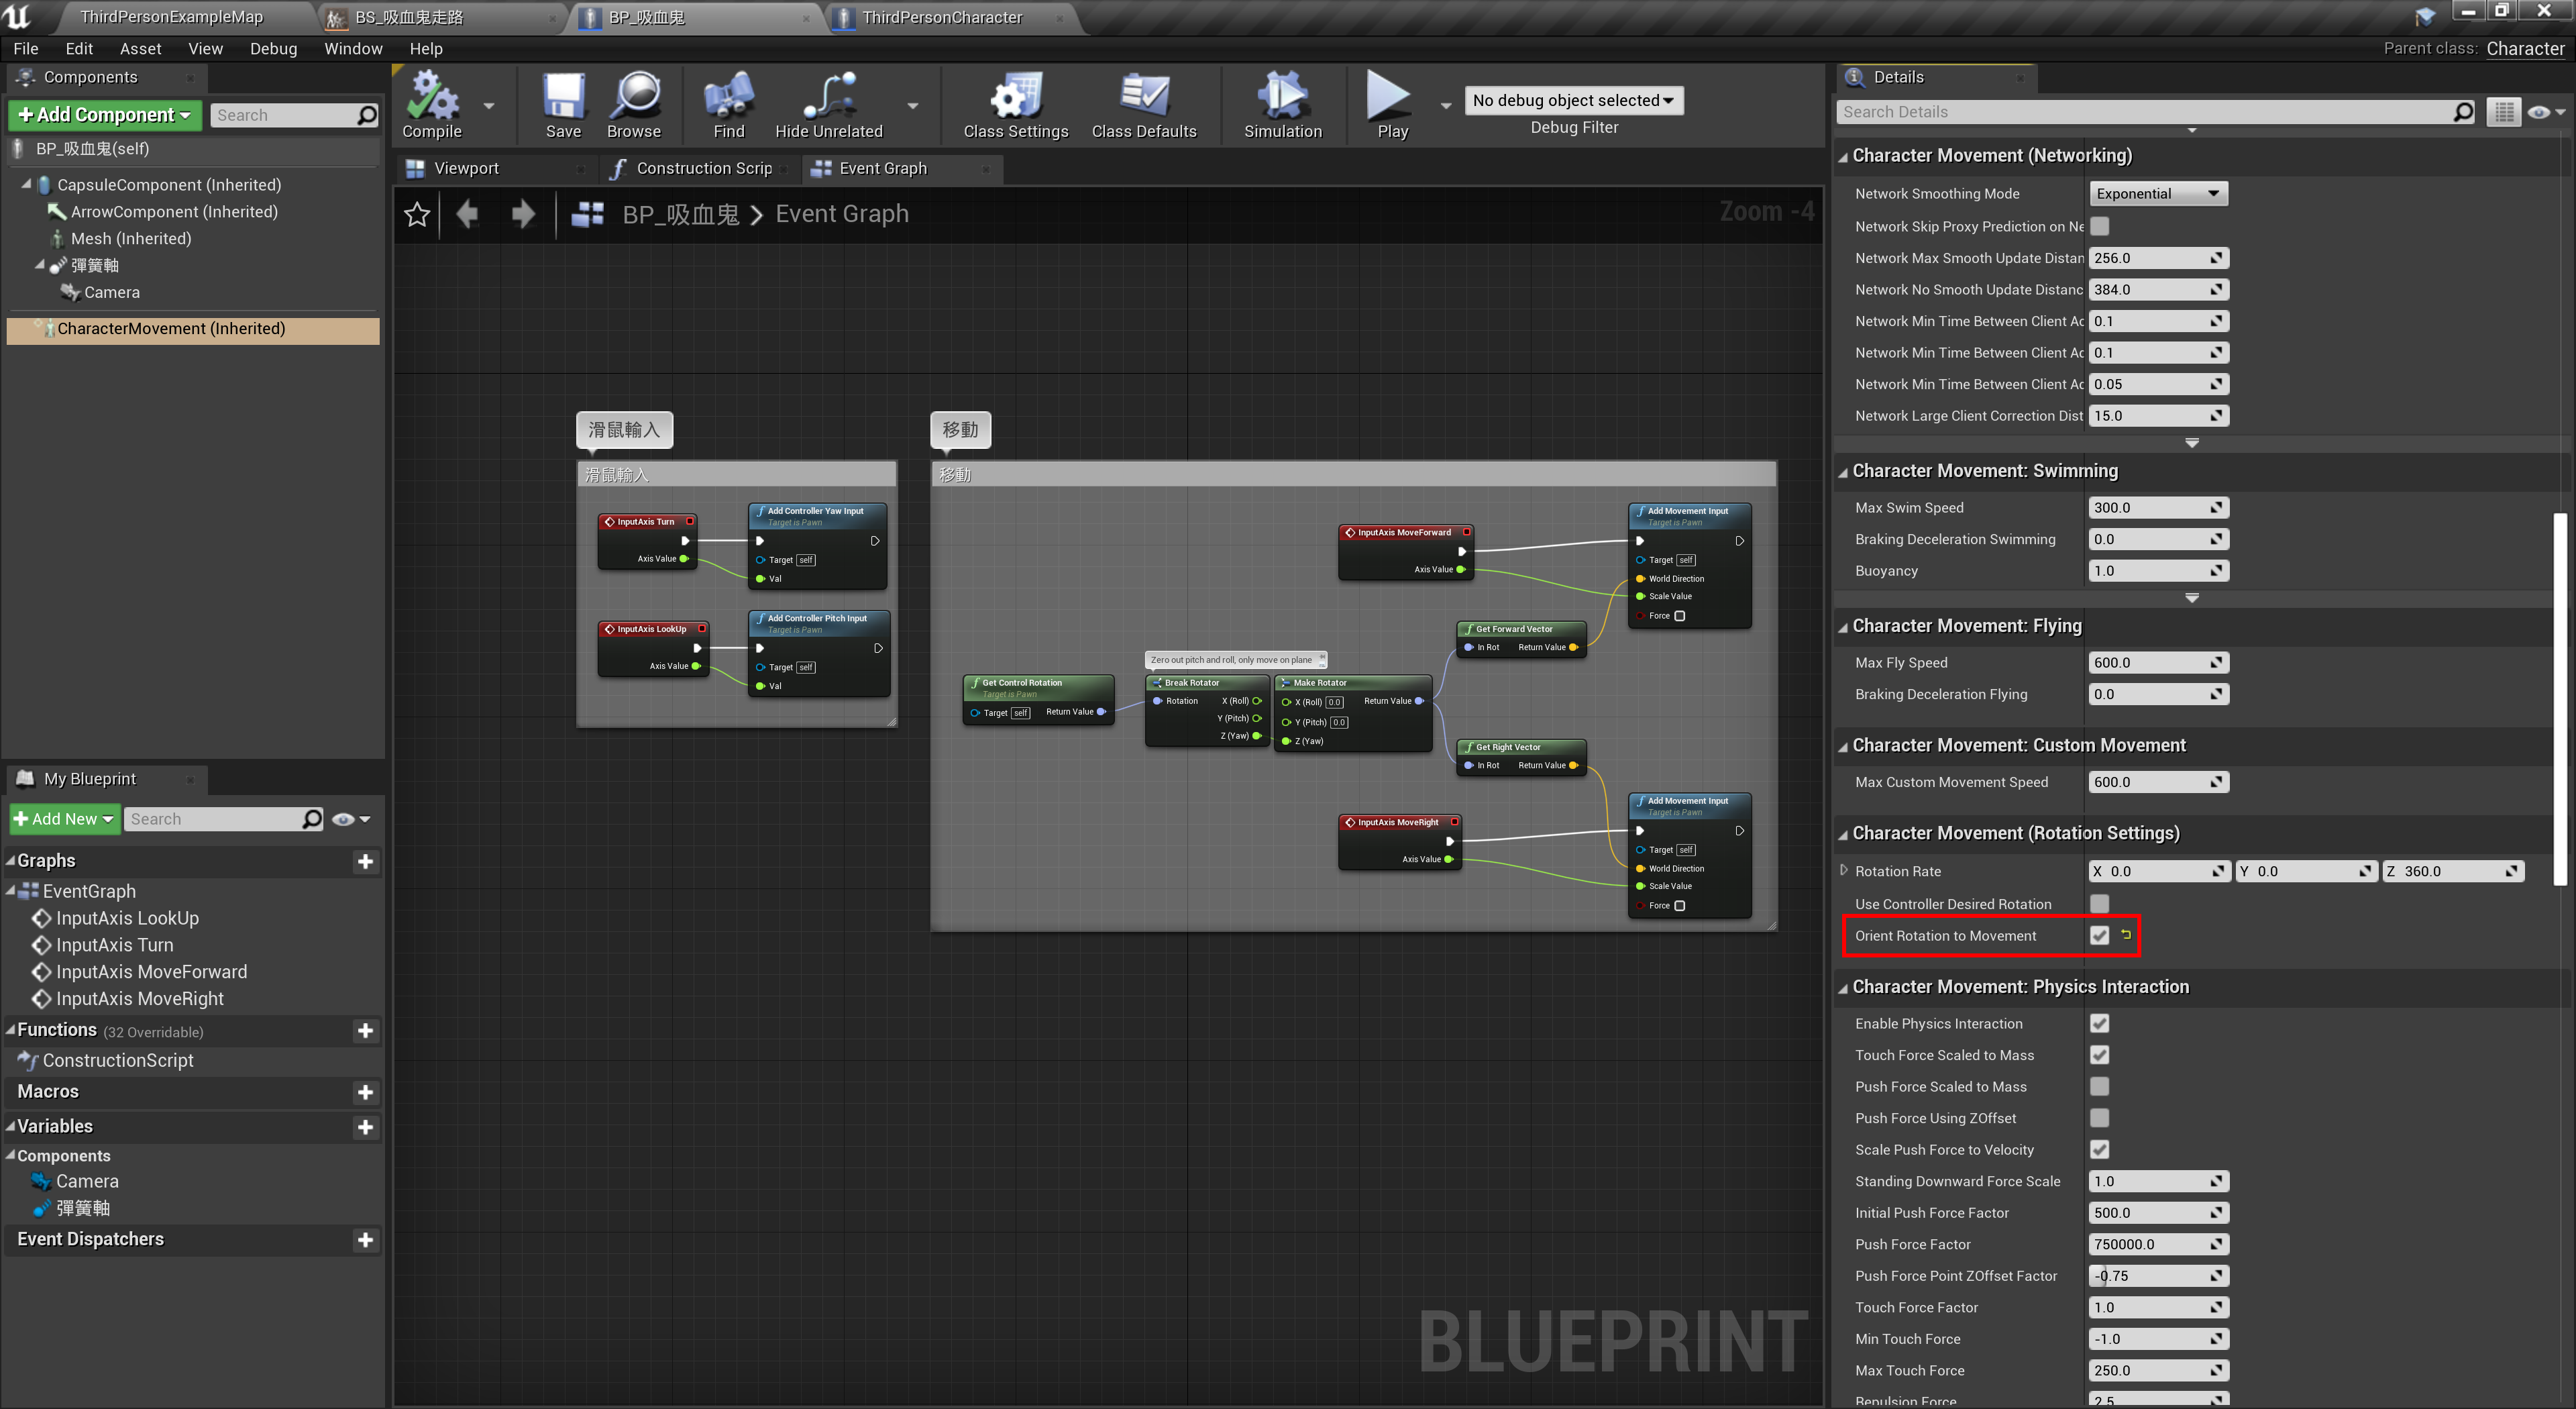 ThirdPersonExampleMap
BS_吸血鬼走路
BP_吸血鬼
ThirdPersonCharacter
File Edit Asset View Debug Window Help
Parent class: Character
Components
Add Component
Search
BP_吸血鬼(self)
CapsuleComponent (Inherited)
ArrowComponent (Inherited)
Mesh (Inherited)
彈簧軸
Camera
CharacterMovement (Inherited)
My Blueprint
Add New
Search
Graphs
EventGraph
InputAxis LookUp
InputAxis Turn
InputAxis MoveForward
InputAxis MoveRight
Functions (32 Overridable)
ConstructionScript
Macros
Variables
Components
Camera
彈簧軸
Event Dispatchers
Compile
Save
Browse
Find
Hide Unrelated
Class Settings
Class Defaults
Simulation
Play
No debug object selected
Debug Filter
Viewport
Construction Scrip
Event Graph
BP_吸血鬼 > Event Graph
Zoom -4
滑鼠輸入
滑鼠輸入
InputAxis Turn
Axis Value
Add Controller Yaw Input
Target is Pawn
Target self
Val
InputAxis LookUp
Axis Value
Add Controller Pitch Input
Target is Pawn
Target self
Val
移動
移動
InputAxis MoveForward
Axis Value
Add Movement Input
Target is Pawn
Target self
World Direction
Scale Value
Force
Get Forward Vector
In Rot Return Value
Zero out pitch and roll, only move on plane
Get Control Rotation
Target is Pawn
Target self Return Value
Break Rotator
Rotation X (Roll)
Y (Pitch)
Z (Yaw)
Make Rotator
X (Roll) 0.0 Return Value
Y (Pitch) 0.0
Z (Yaw)
Get Right Vector
In Rot Return Value
InputAxis MoveRight
Axis Value
Add Movement Input
Target is Pawn
Target self
World Direction
Scale Value
Force
BLUEPRINT
Details
Search Details
Character Movement (Networking)
Network Smoothing Mode Exponential
Network Skip Proxy Prediction on Ne
Network Max Smooth Update Distan 256.0
Network No Smooth Update Distanc 384.0
Network Min Time Between Client Ac 0.1
Network Min Time Between Client Ac 0.1
Network Min Time Between Client Ac 0.05
Network Large Client Correction Dist 15.0
Character Movement: Swimming
Max Swim Speed 300.0
Braking Deceleration Swimming 0.0
Buoyancy 1.0
Character Movement: Flying
Max Fly Speed 600.0
Braking Deceleration Flying 0.0
Character Movement: Custom Movement
Max Custom Movement Speed 600.0
Character Movement (Rotation Settings)
Rotation Rate X 0.0 Y 0.0 Z 360.0
Use Controller Desired Rotation
Orient Rotation to Movement
Character Movement: Physics Interaction
Enable Physics Interaction
Touch Force Scaled to Mass
Push Force Scaled to Mass
Push Force Using ZOffset
Scale Push Force to Velocity
Standing Downward Force Scale 1.0
Initial Push Force Factor 500.0
Push Force Factor 750000.0
Push Force Point ZOffset Factor -0.75
Touch Force Factor 1.0
Min Touch Force -1.0
Max Touch Force 250.0
Repulsion Force 2.5